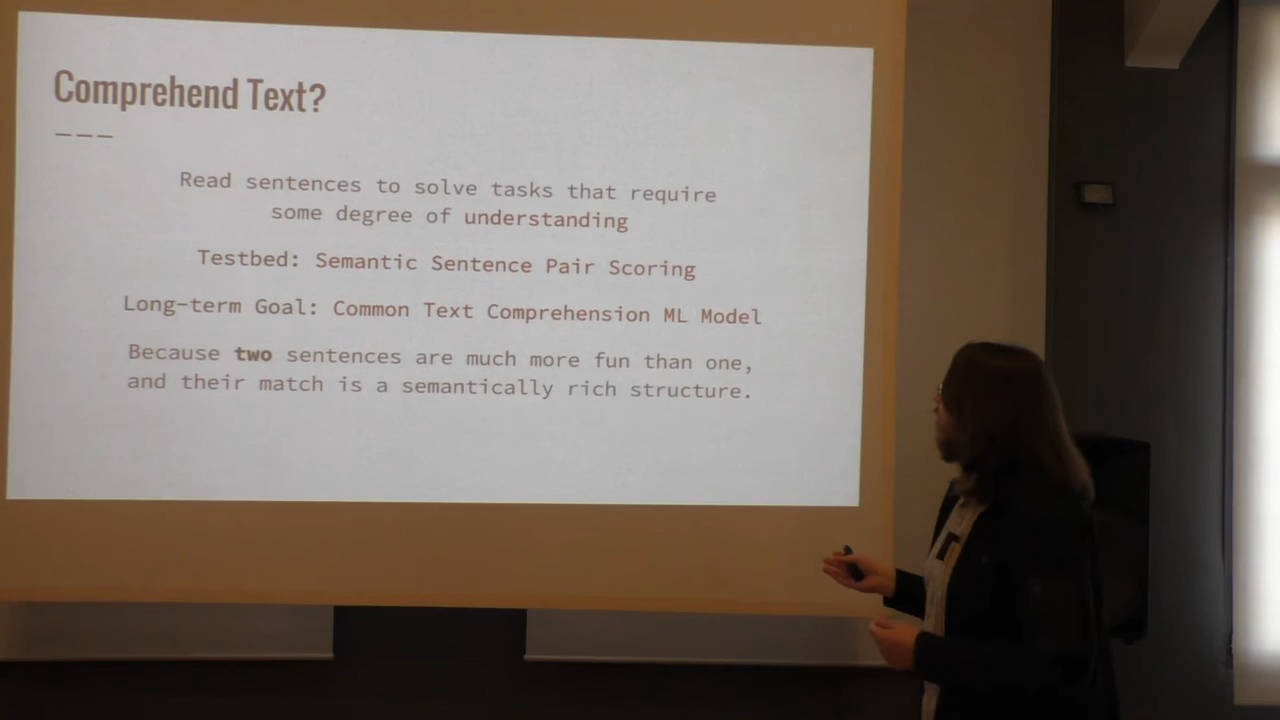 Comprehend Text?
---
Read sentences to solve tasks that require
some degree of understanding
Testbed: Semantic Sentence Pair Scoring
Long-term Goal: Common Text Comprehension ML Model
Because two sentences are much more fun than one,
and their match is a semantically rich structure.